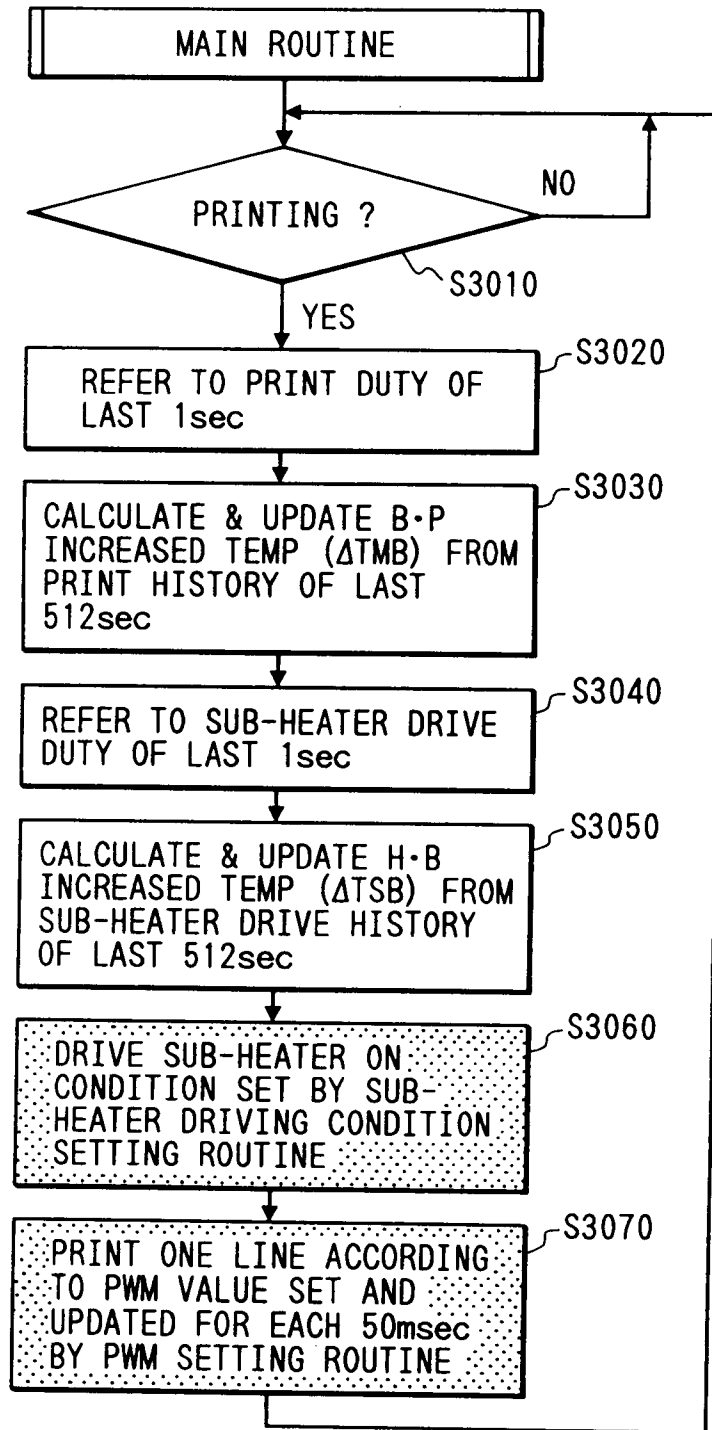 MAIN ROUTINE
PRINTING ?
NO
S3010
YES
S3020
REFER TO PRINT DUTY OF
LAST 1sec
S3030
CALCULATE & UPDATE B·P
INCREASED TEMP (ΔTMB) FROM
PRINT HISTORY OF LAST
512sec
S3040
REFER TO SUB-HEATER DRIVE
DUTY OF LAST 1sec
S3050
CALCULATE & UPDATE H·B
INCREASED TEMP (ΔTSB) FROM
SUB-HEATER DRIVE HISTORY
OF LAST 512sec
S3060
DRIVE SUB-HEATER ON
CONDITION SET BY SUB-
HEATER DRIVING CONDITION
SETTING ROUTINE
S3070
PRINT ONE LINE ACCORDING
TO PWM VALUE SET AND
UPDATED FOR EACH 50msec
BY PWM SETTING ROUTINE